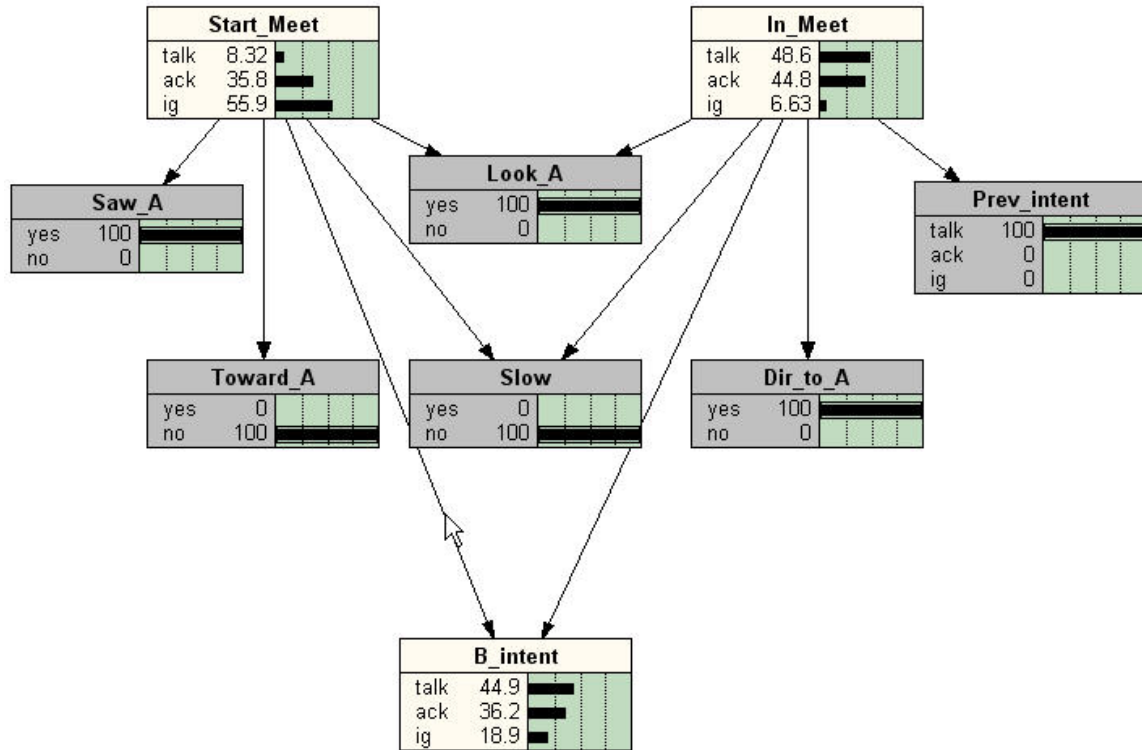 Start_Meet
talk 8.32
ack 35.8
ig 55.9
In_Meet
talk 48.6
ack 44.8
ig 6.63
Look_A
yes 100
no 0
Saw_A
yes 100
no 0
Prev_intent
talk 100
ack 0
ig 0
Toward_A
yes 0
no 100
Slow
yes 0
no 100
Dir_to_A
yes 100
no 0
B_intent
talk 44.9
ack 36.2
ig 18.9